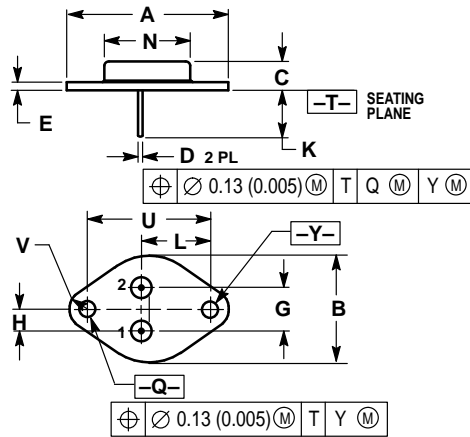 A
N
C
E
–T– SEATING
PLANE
K
D 2 PL
⌖ ∅ 0.13 (0.005) Ⓜ T Q Ⓜ Y Ⓜ
U
L
–Y–
V
2
H
G
B
1
–Q–
⌖ ∅ 0.13 (0.005) Ⓜ T Y Ⓜ